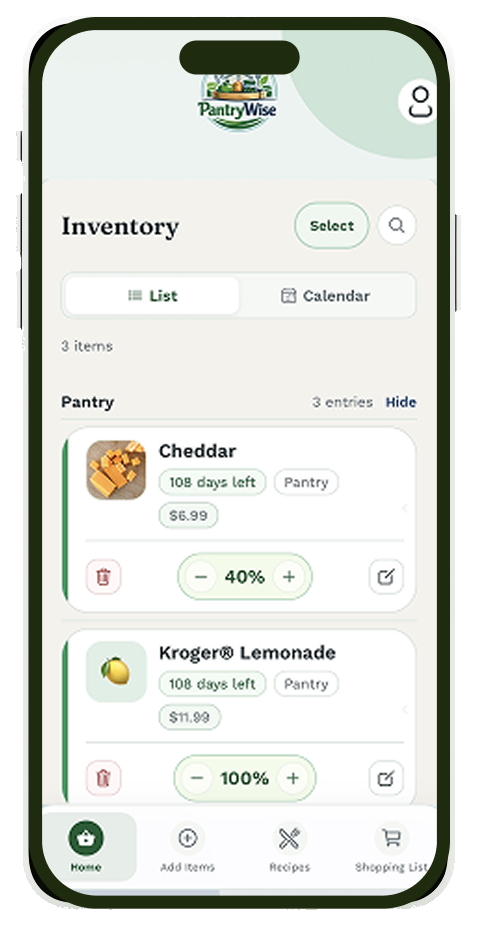 PantryWise
Inventory
Select
List
Calendar
3 items
Pantry
3 entries Hide
Cheddar
108 days left
Pantry
$6.99
40%
Kroger® Lemonade
108 days left
Pantry
$11.99
100%
Home
Add Items
Recipes
Shopping List